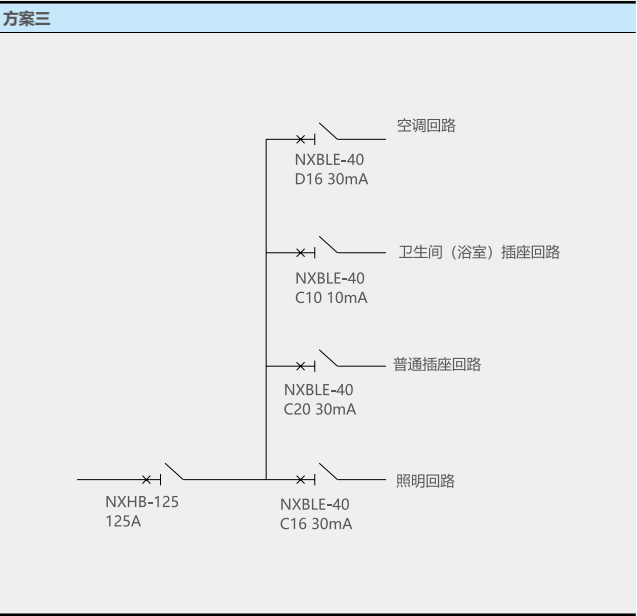 方案三
空调回路
NXBLE-40
D16 30mA
卫生间（浴室）插座回路
NXBLE-40
C10 10mA
普通插座回路
NXBLE-40
C20 30mA
照明回路
NXHB-125
125A
NXBLE-40
C16 30mA